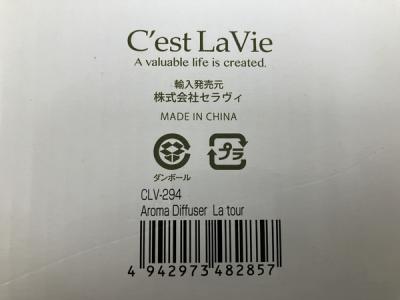 C'est LaVie
A valuable life is created.
輸入発売元
株式会社セラヴィ
MADE IN CHINA
プラ
ダンボール
CLV-294
Aroma Diffuser La tour
4 942973 482857